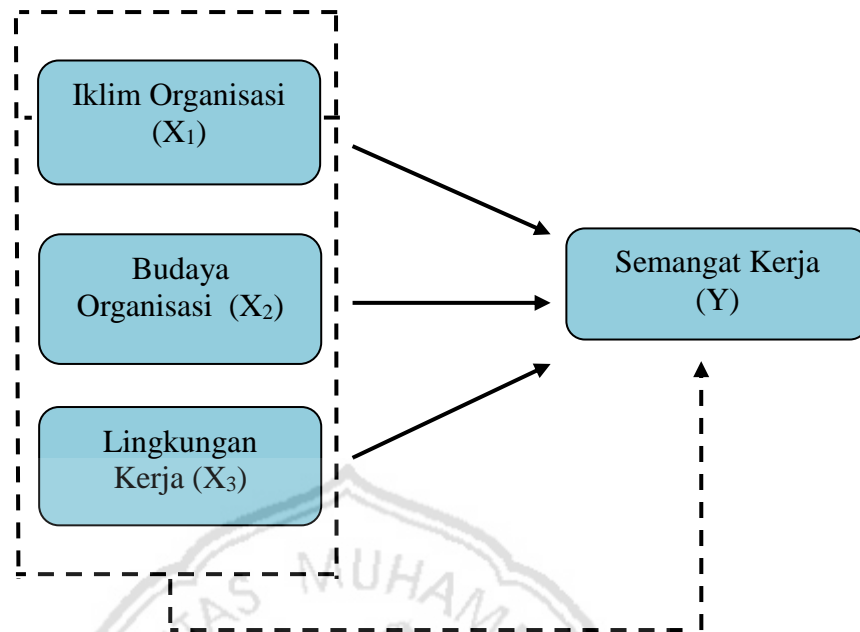 Iklim Organisasi
(X₁)
Budaya
Organisasi (X₂)
Semangat Kerja
(Y)
Lingkungan
Kerja (X₃)